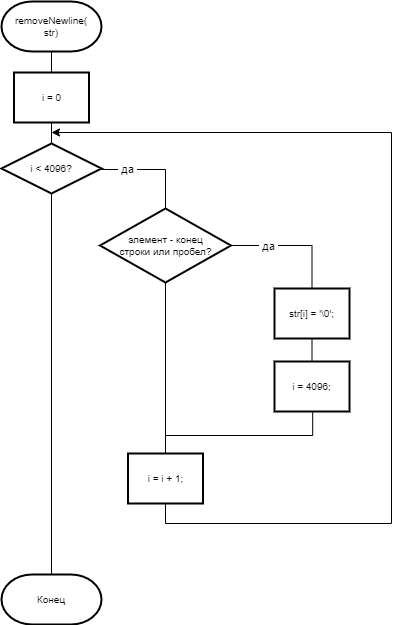 removeNewline(
str)
i = 0
i < 4096?
да
элемент - конец
строки или пробел?
да
str[i] = '\0';
i = 4096;
i = i + 1;
Конец